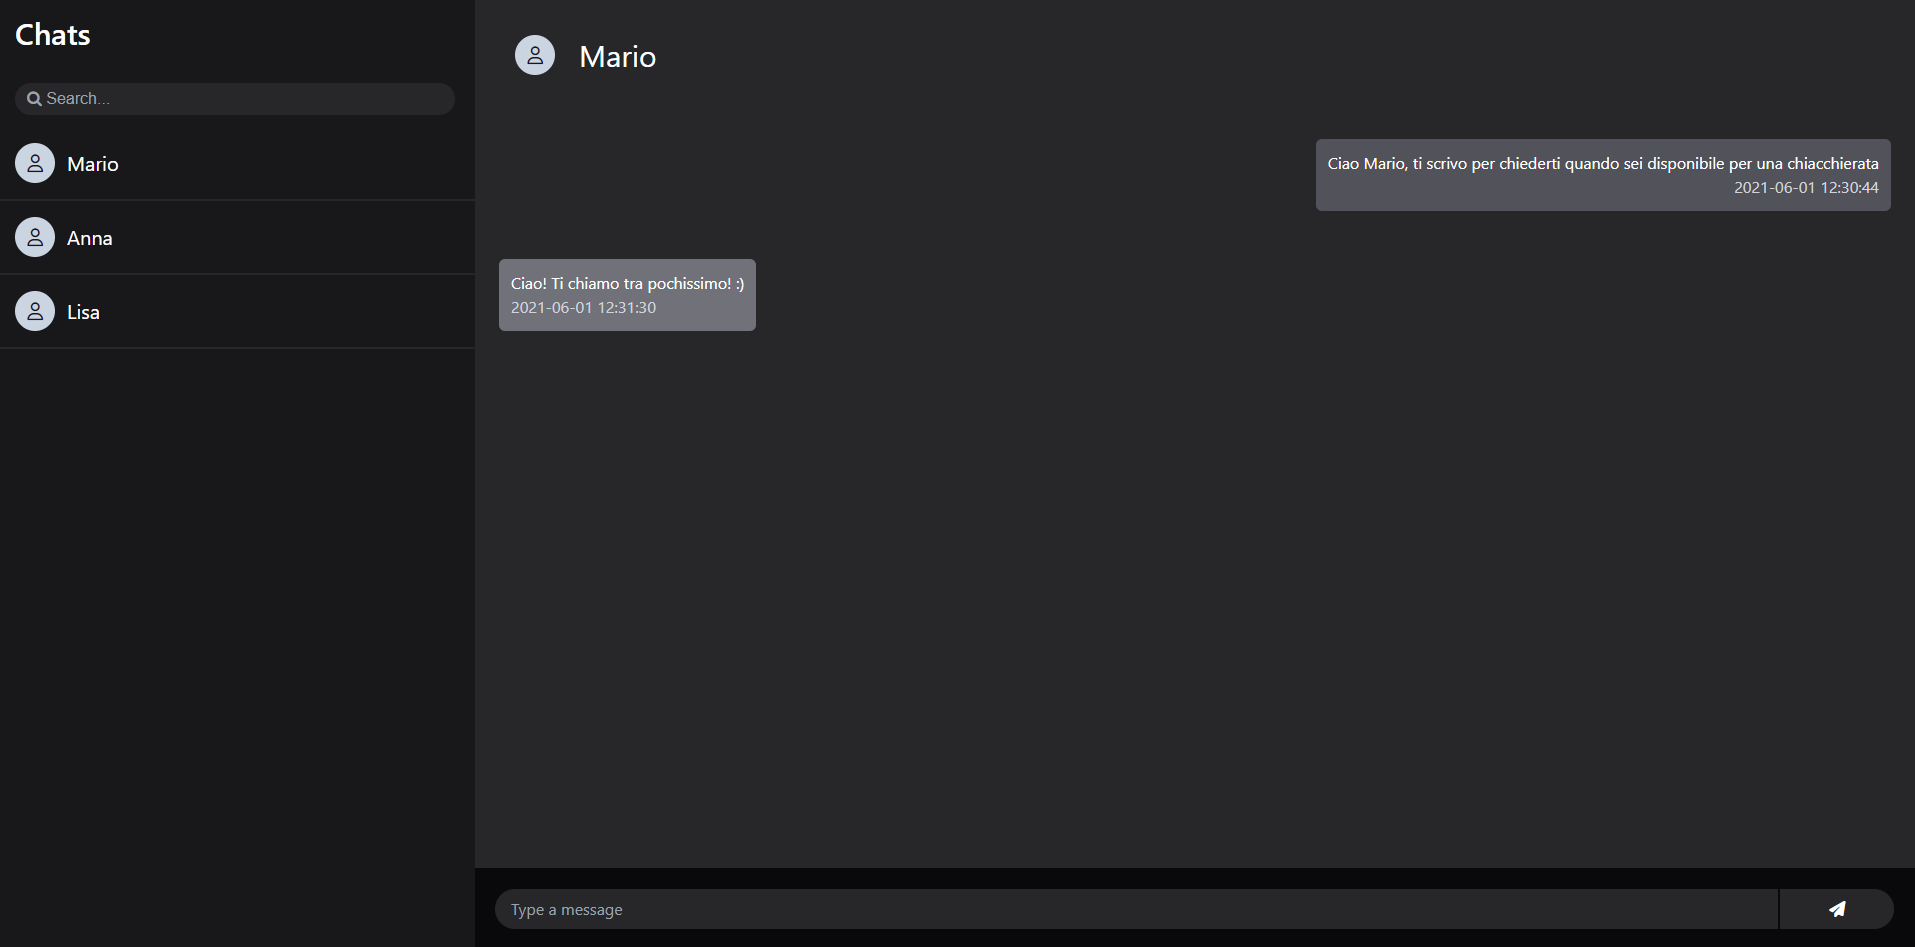 Chats
Search...
Mario
Anna
Lisa
Mario
Ciao Mario, ti scrivo per chiederti quando sei disponibile per una chiacchierata
2021-06-01 12:30:44
Ciao! Ti chiamo tra pochissimo! :)
2021-06-01 12:31:30
Type a message